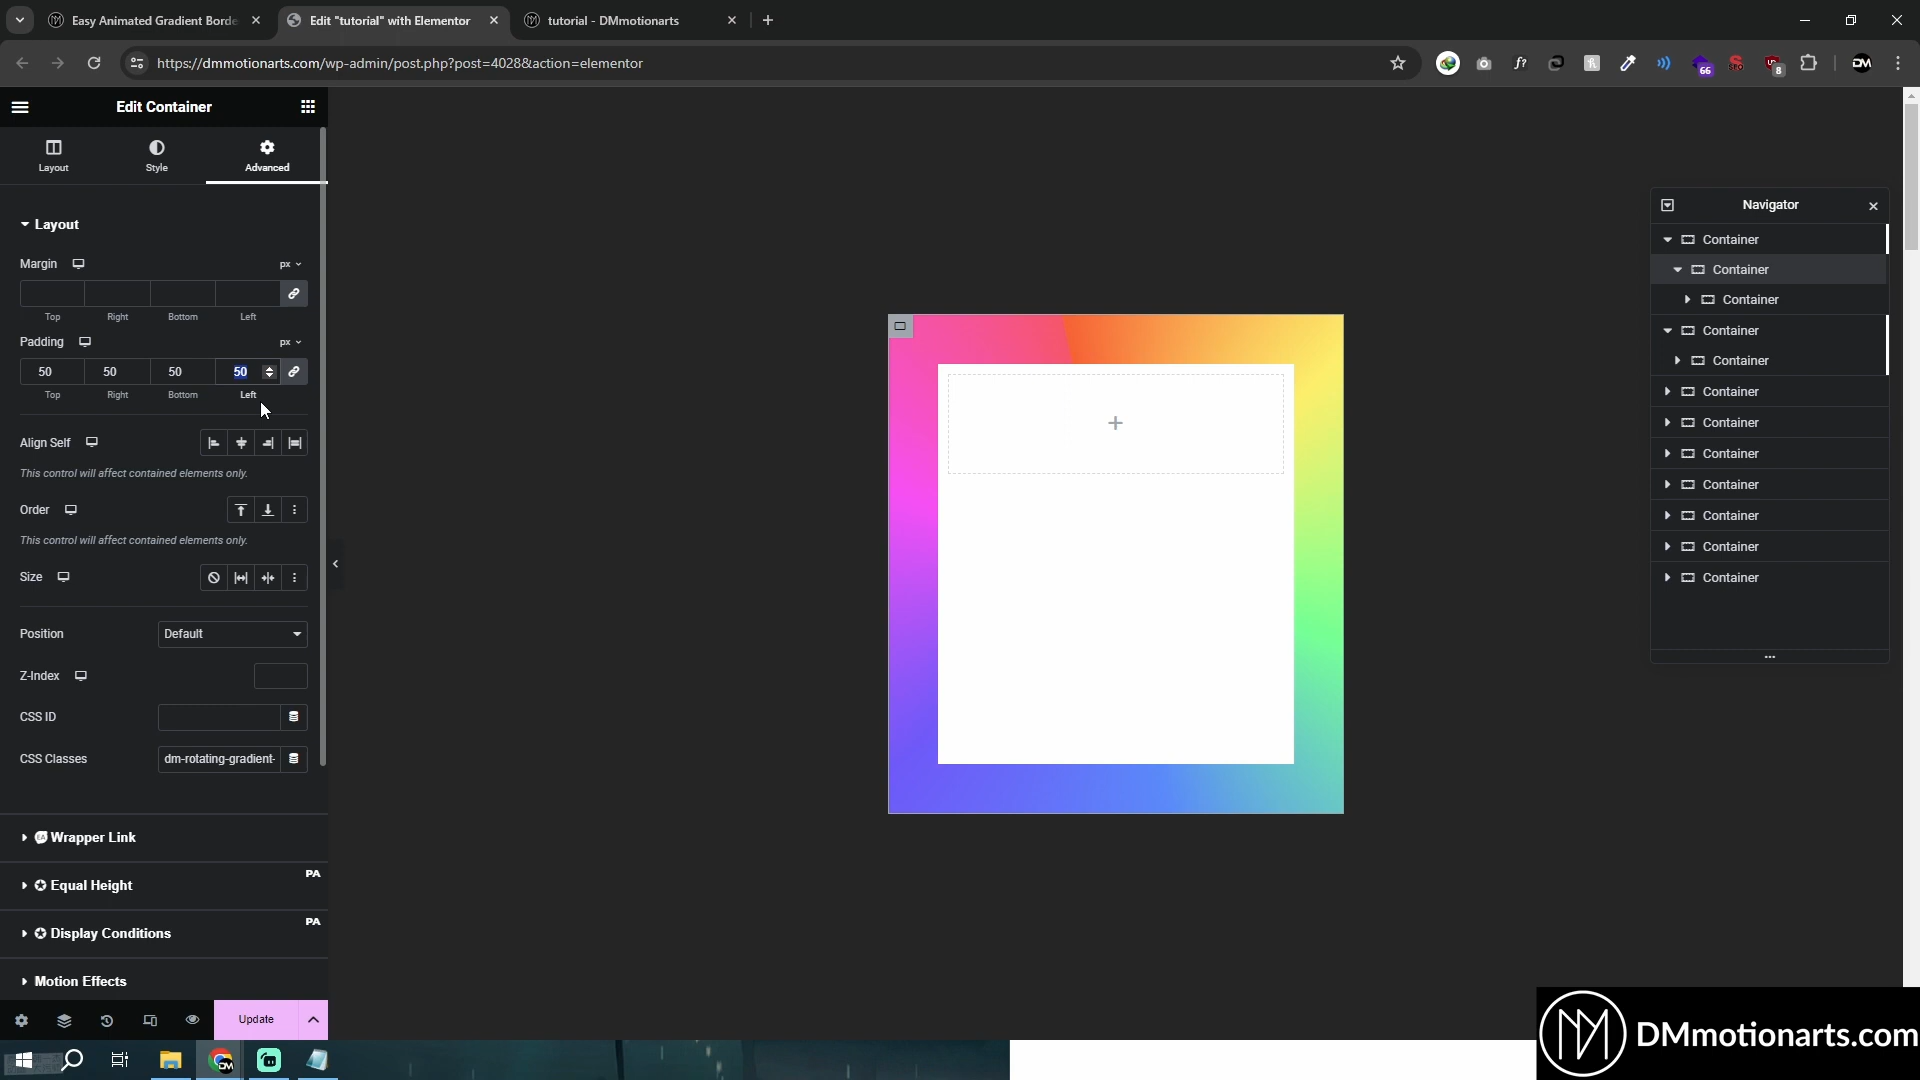 Easy Animated Gradient Borde
Edit "tutorial" with Elementor
tutorial - DMmotionarts
https://dmmotionarts.com/wp-admin/post.php?post=4028&action=elementor
f?
66
8
DM
Edit Container
Layout
Style
Advanced
Layout
Margin
px
Top Right Bottom Left
Padding
px
50 50 50 50
Top Right Bottom Left
Align Self
This control will affect contained elements only.
Order
This control will affect contained elements only.
Size
Position
Default
Z-Index
CSS ID
CSS Classes
dm-rotating-gradient-
Wrapper Link
Equal Height
PA
Display Conditions
PA
Motion Effects
Update
Navigator
Container
Container
Container
Container
Container
Container
Container
Container
Container
Container
Container
Container
DMmotionarts.com